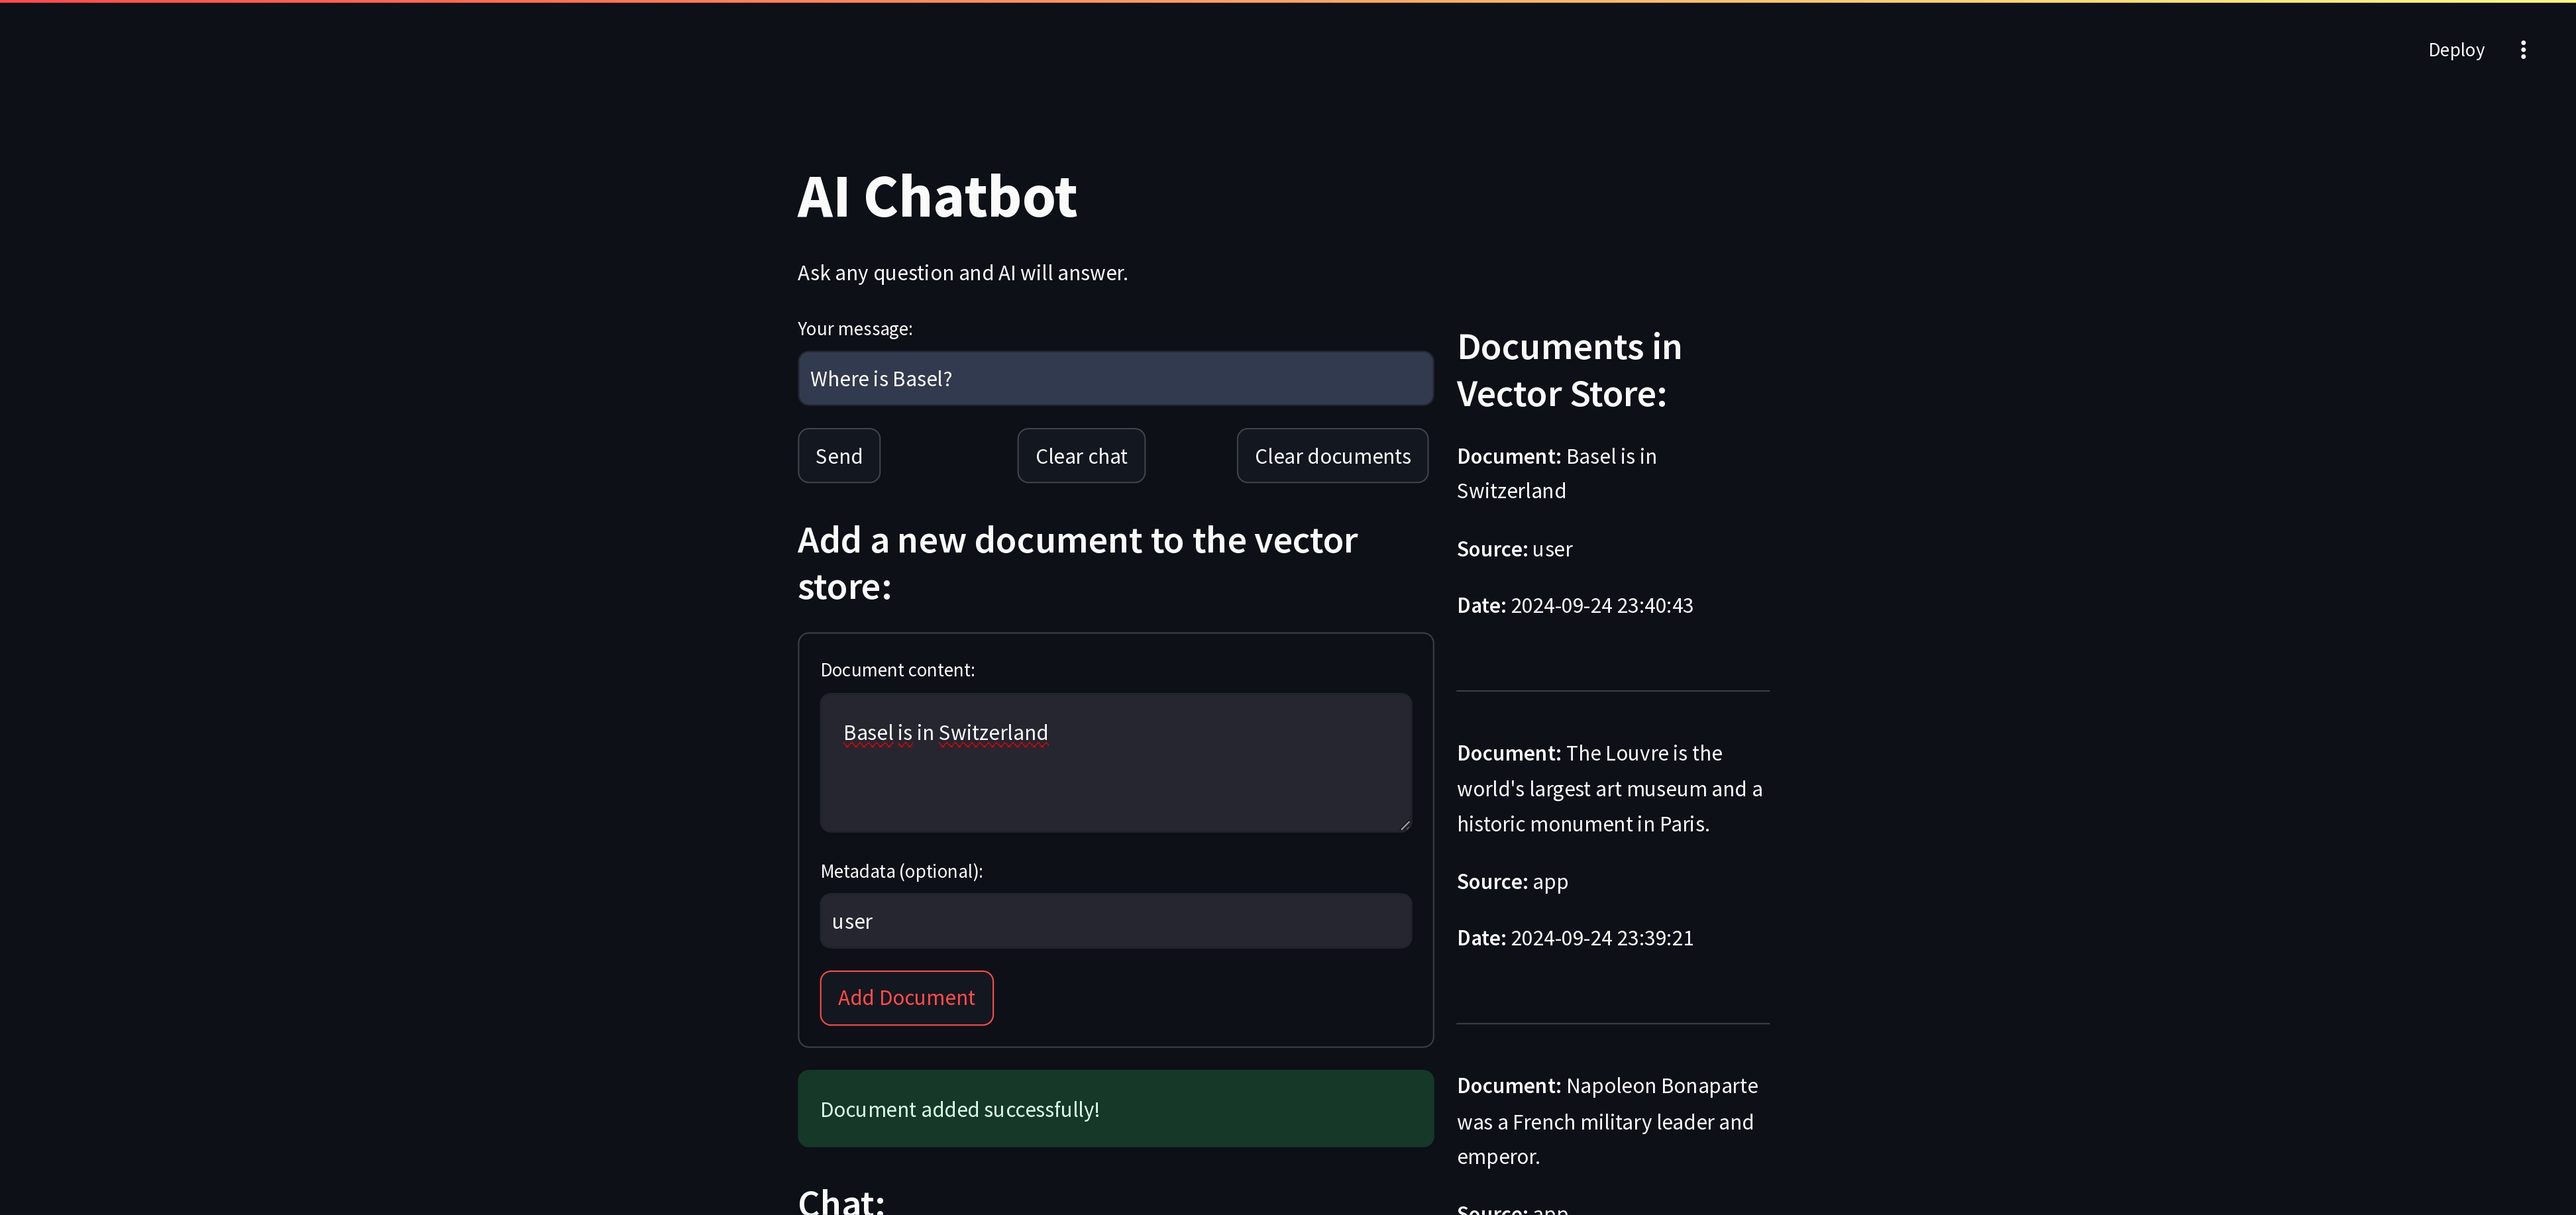 Deploy
AI Chatbot
Ask any question and AI will answer.
Your message:
Where is Basel?
Send
Clear chat
Clear documents
Add a new document to the vector
store:
Document content:
Basel is in Switzerland
Metadata (optional):
user
Add Document
Document added successfully!
Chat:
Documents in
Vector Store:
Document: Basel is in
Switzerland
Source: user
Date: 2024-09-24 23:40:43
Document: The Louvre is the
world's largest art museum and a
historic monument in Paris.
Source: app
Date: 2024-09-24 23:39:21
Document: Napoleon Bonaparte
was a French military leader and
emperor.
Source: app